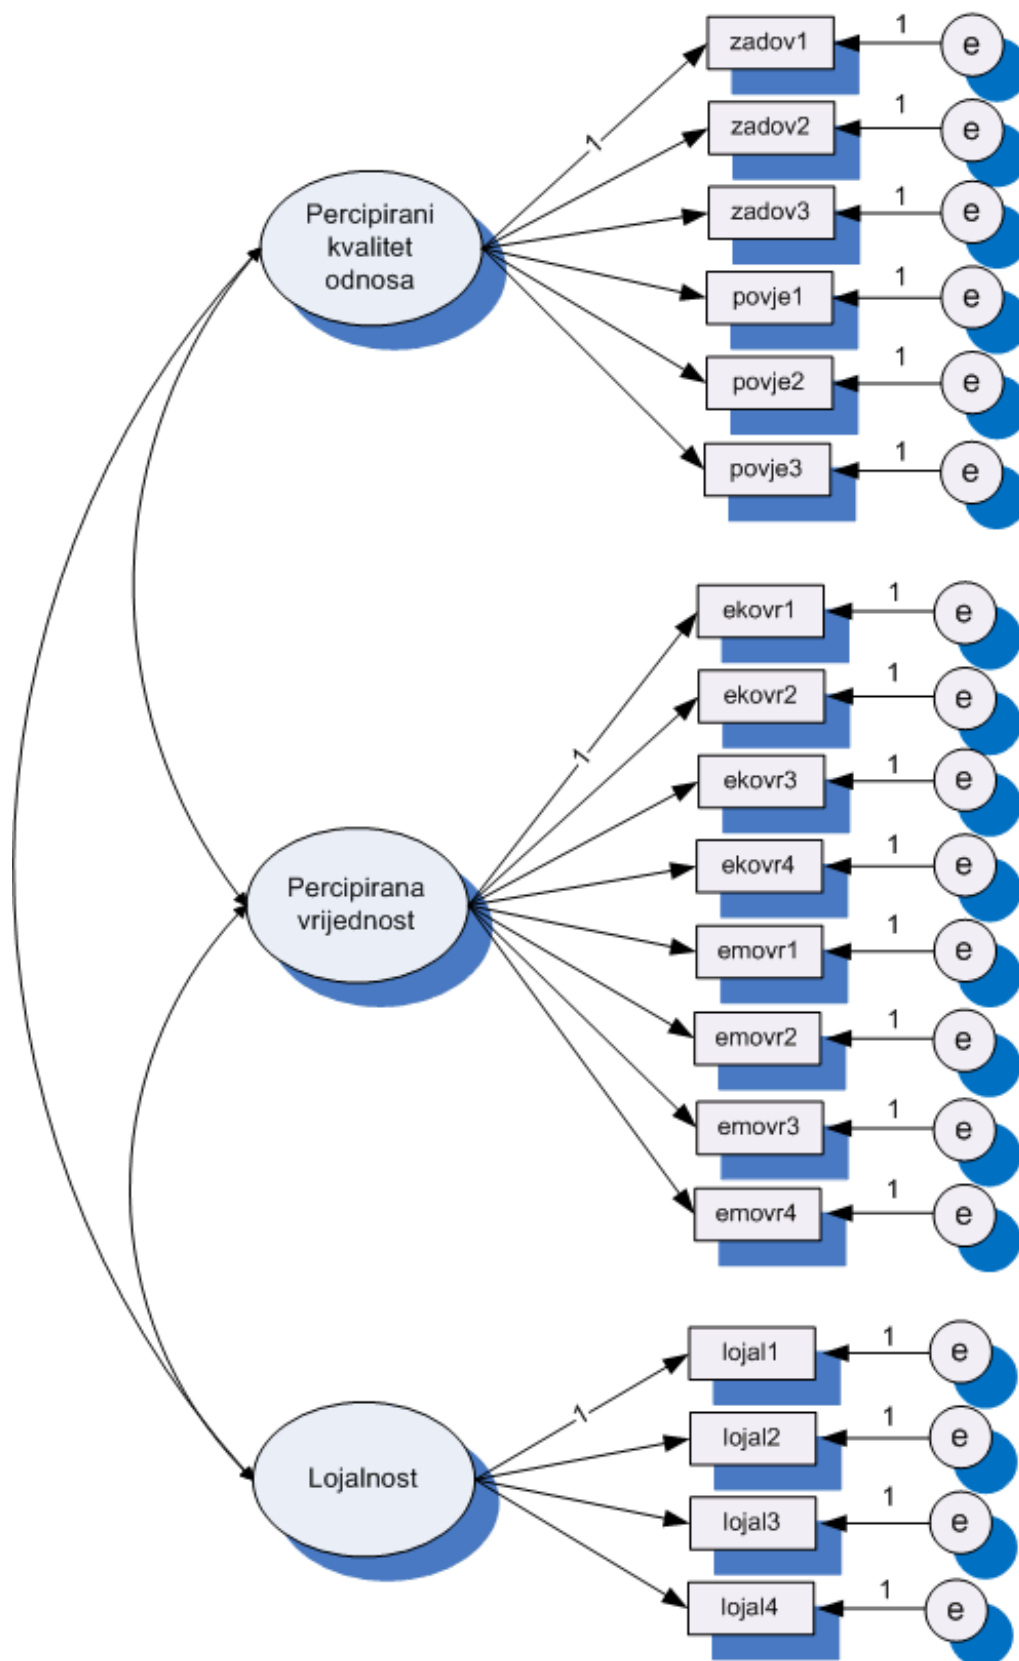 zadov1
1
e
zadov2
1
e
zadov3
1
e
povje1
1
e
povje2
1
e
povje3
1
e
1
Percipirani
kvalitet
odnosa
ekovr1
1
e
ekovr2
1
e
ekovr3
1
e
ekovr4
1
e
emovr1
1
e
emovr2
1
e
emovr3
1
e
emovr4
1
e
1
Percipirana
vrijednost
lojal1
1
e
lojal2
1
e
lojal3
1
e
lojal4
1
e
1
Lojalnost